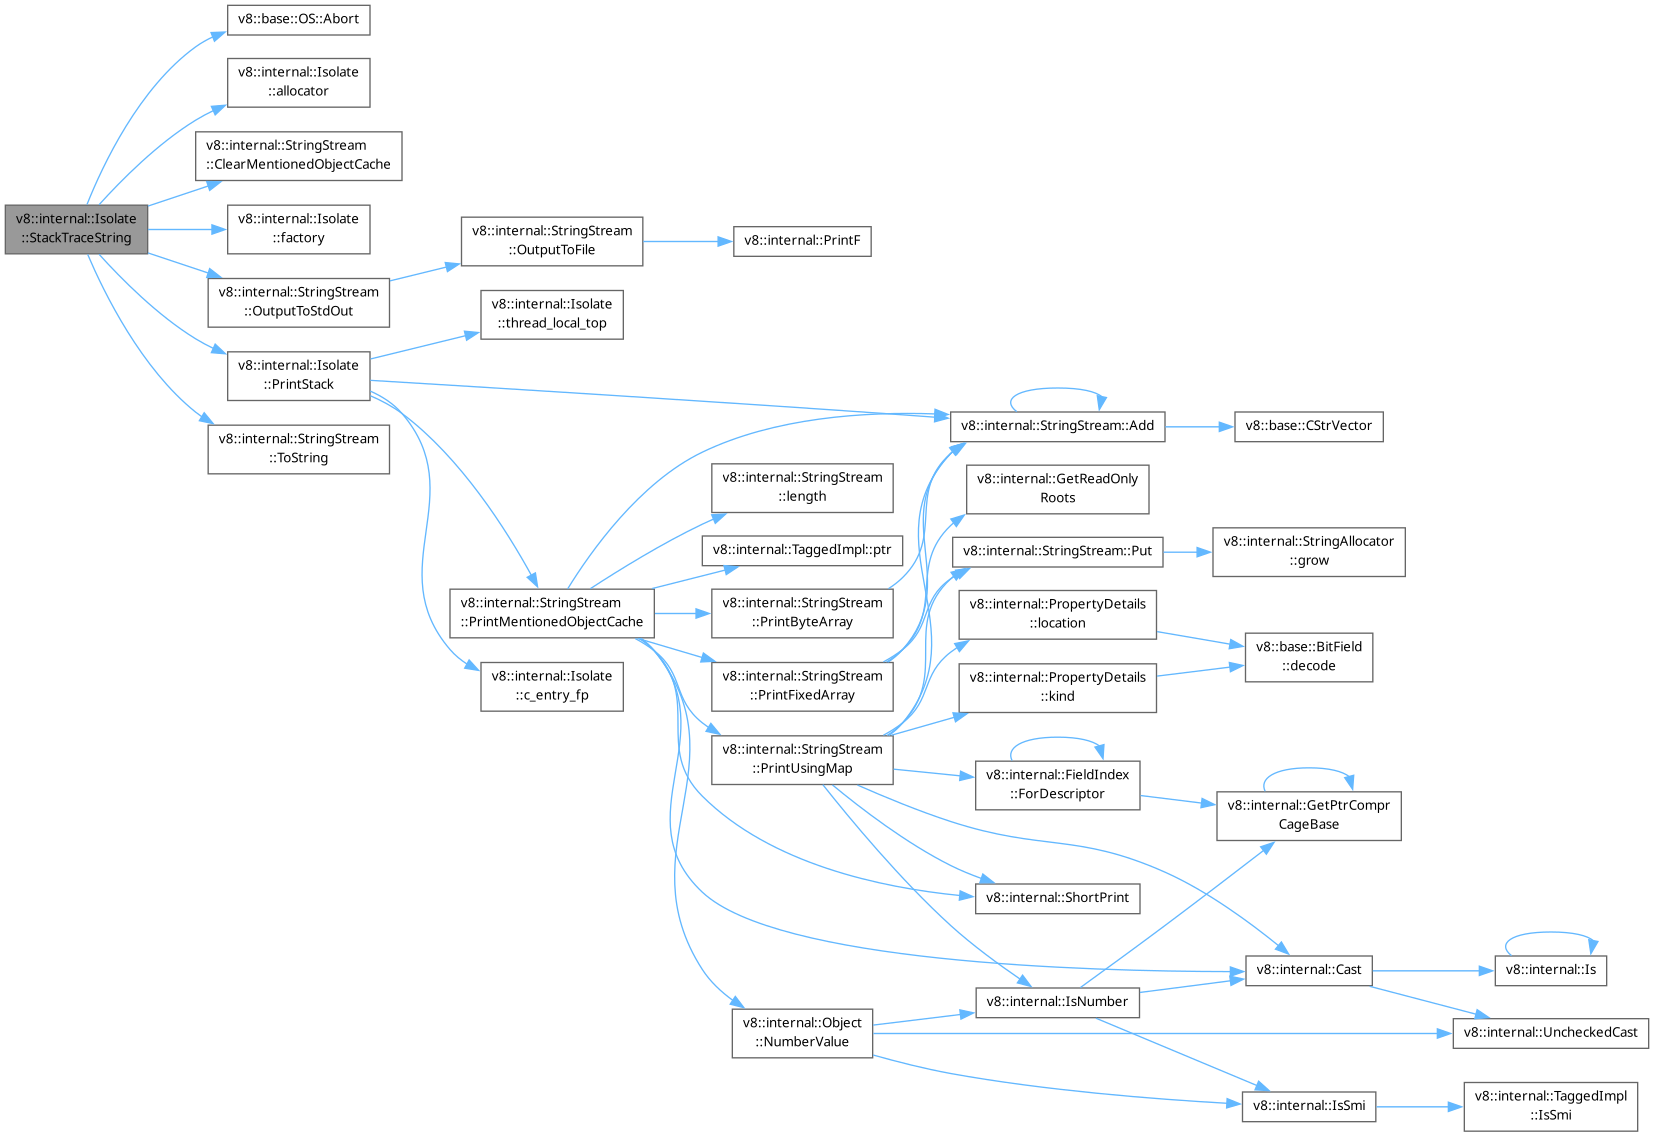 v8::base::OS::Abort
v8::internal::Isolate
::allocator
v8::internal::StringStream
::ClearMentionedObjectCache
v8::internal::Isolate
::StackTraceString
v8::internal::Isolate
::factory
v8::internal::StringStream
::OutputToStdOut
v8::internal::StringStream
::OutputToFile
v8::internal::PrintF
v8::internal::Isolate
::PrintStack
v8::internal::Isolate
::thread_local_top
v8::internal::StringStream
::ToString
v8::internal::StringStream::Add
v8::base::CStrVector
v8::internal::StringStream
::length
v8::internal::GetReadOnly
Roots
v8::internal::TaggedImpl::ptr
v8::internal::StringStream::Put
v8::internal::StringAllocator
::grow
v8::internal::StringStream
::PrintMentionedObjectCache
v8::internal::StringStream
::PrintByteArray
v8::internal::PropertyDetails
::location
v8::base::BitField
::decode
v8::internal::Isolate
::c_entry_fp
v8::internal::StringStream
::PrintFixedArray
v8::internal::PropertyDetails
::kind
v8::internal::StringStream
::PrintUsingMap
v8::internal::FieldIndex
::ForDescriptor
v8::internal::GetPtrCompr
CageBase
v8::internal::ShortPrint
v8::internal::Cast
v8::internal::Is
v8::internal::IsNumber
v8::internal::Object
::NumberValue
v8::internal::UncheckedCast
v8::internal::IsSmi
v8::internal::TaggedImpl
::IsSmi